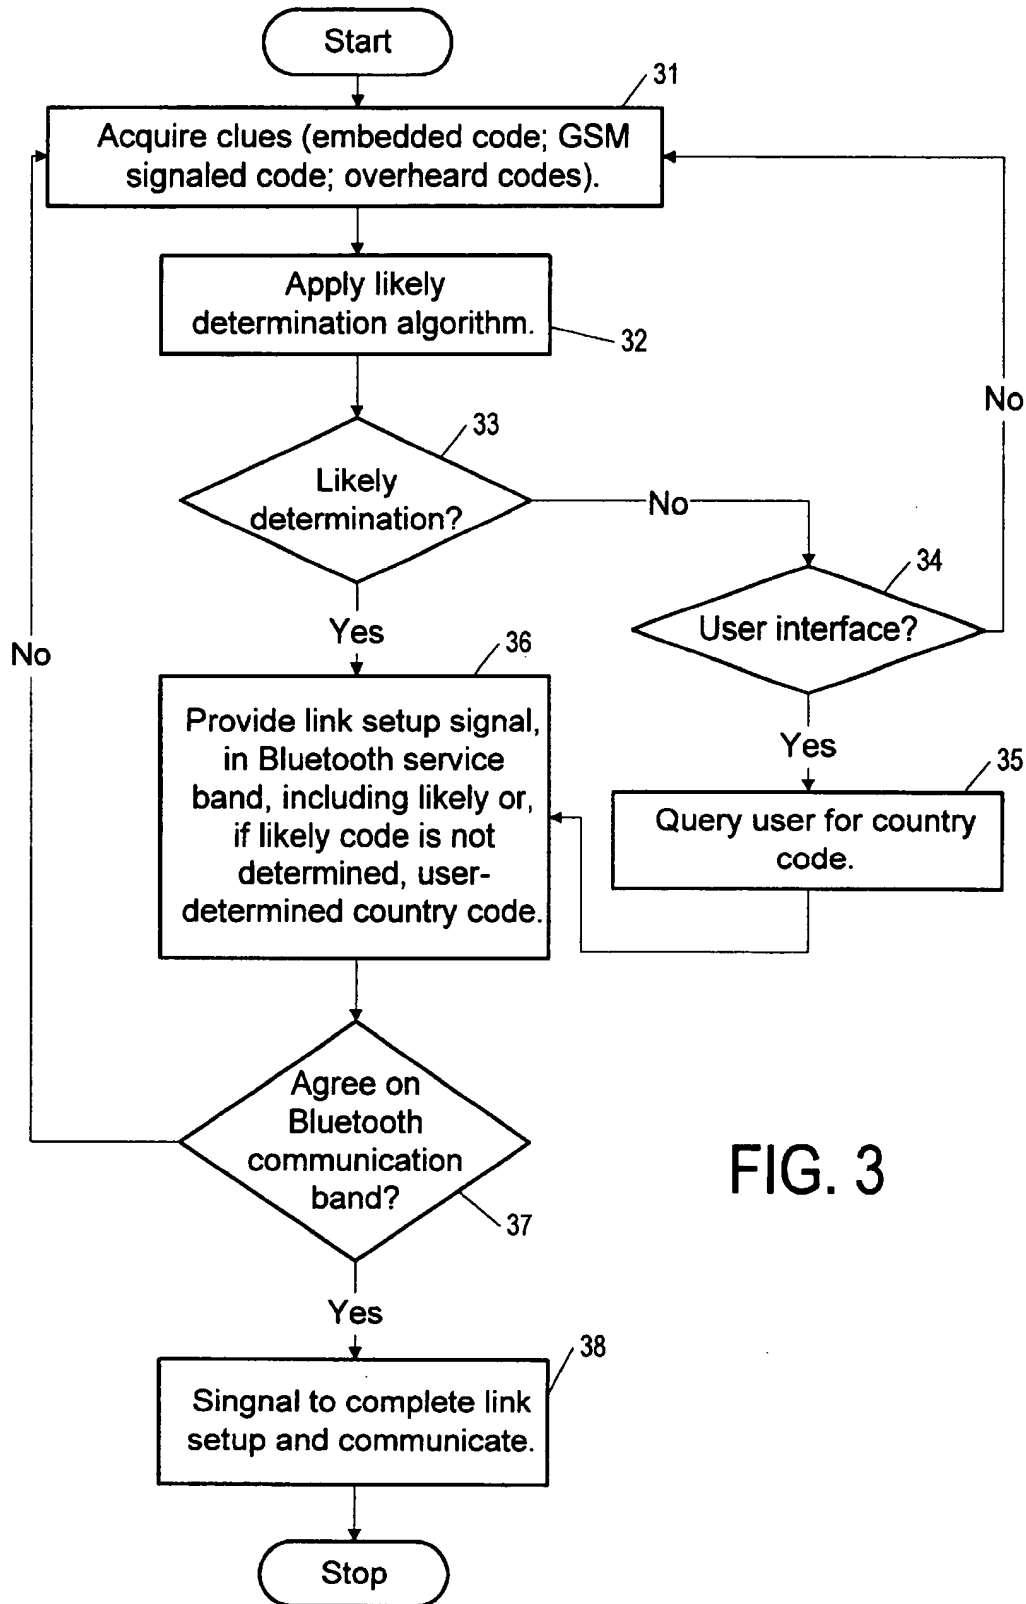 Start
31
Acquire clues (embedded code; GSM
signaled code; overheard codes).
Apply likely
determination algorithm.
32
No
33
Likely
determination?
No
34
User interface?
Yes
No
36
Yes
35
Provide link setup signal,
in Bluetooth service
band, including likely or,
if likely code is not
determined, user-
determined country code.
Query user for country
code.
Agree on
Bluetooth
communication
band?
37
FIG. 3
Yes
38
Singnal to complete link
setup and communicate.
Stop